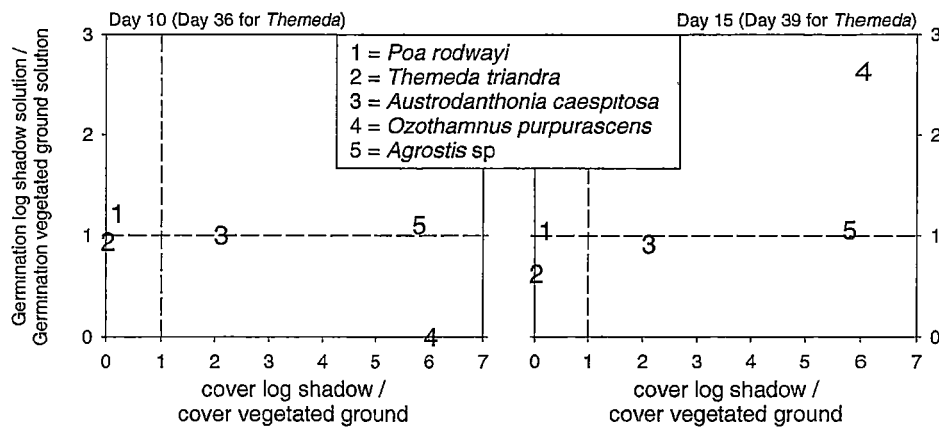 Day 10 (Day 36 for Themeda)
Day 15 (Day 39 for Themeda)
1 = Poa rodwayi
2 = Themeda triandra
3 = Austrodanthonia caespitosa
4 = Ozothamnus purpurascens
5 = Agrostis sp
Germination log shadow solution /
Germination vegetated ground solution
3
2
1
0
1
2
3
5
4
0 1 2 3 4 5 6 7
cover log shadow /
cover vegetated ground
4
1
2
3
5
0 1 2 3 4 5 6 7
cover log shadow /
cover vegetated ground
3
2
1
0